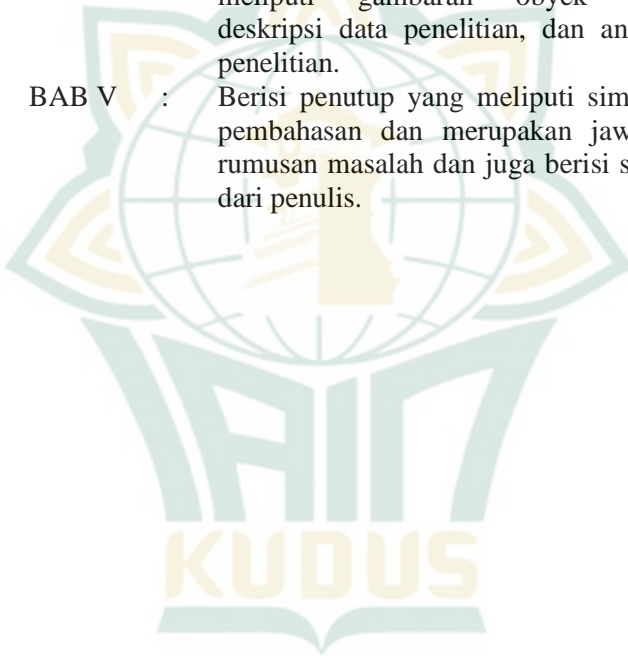 meliputi gambaran obyek
deskripsi data penelitian, dan an
penelitian.
BAB V : Berisi penutup yang meliputi sim
pembahasan dan merupakan jaw
rumusan masalah dan juga berisi s
dari penulis.
IAIN
KUDUS